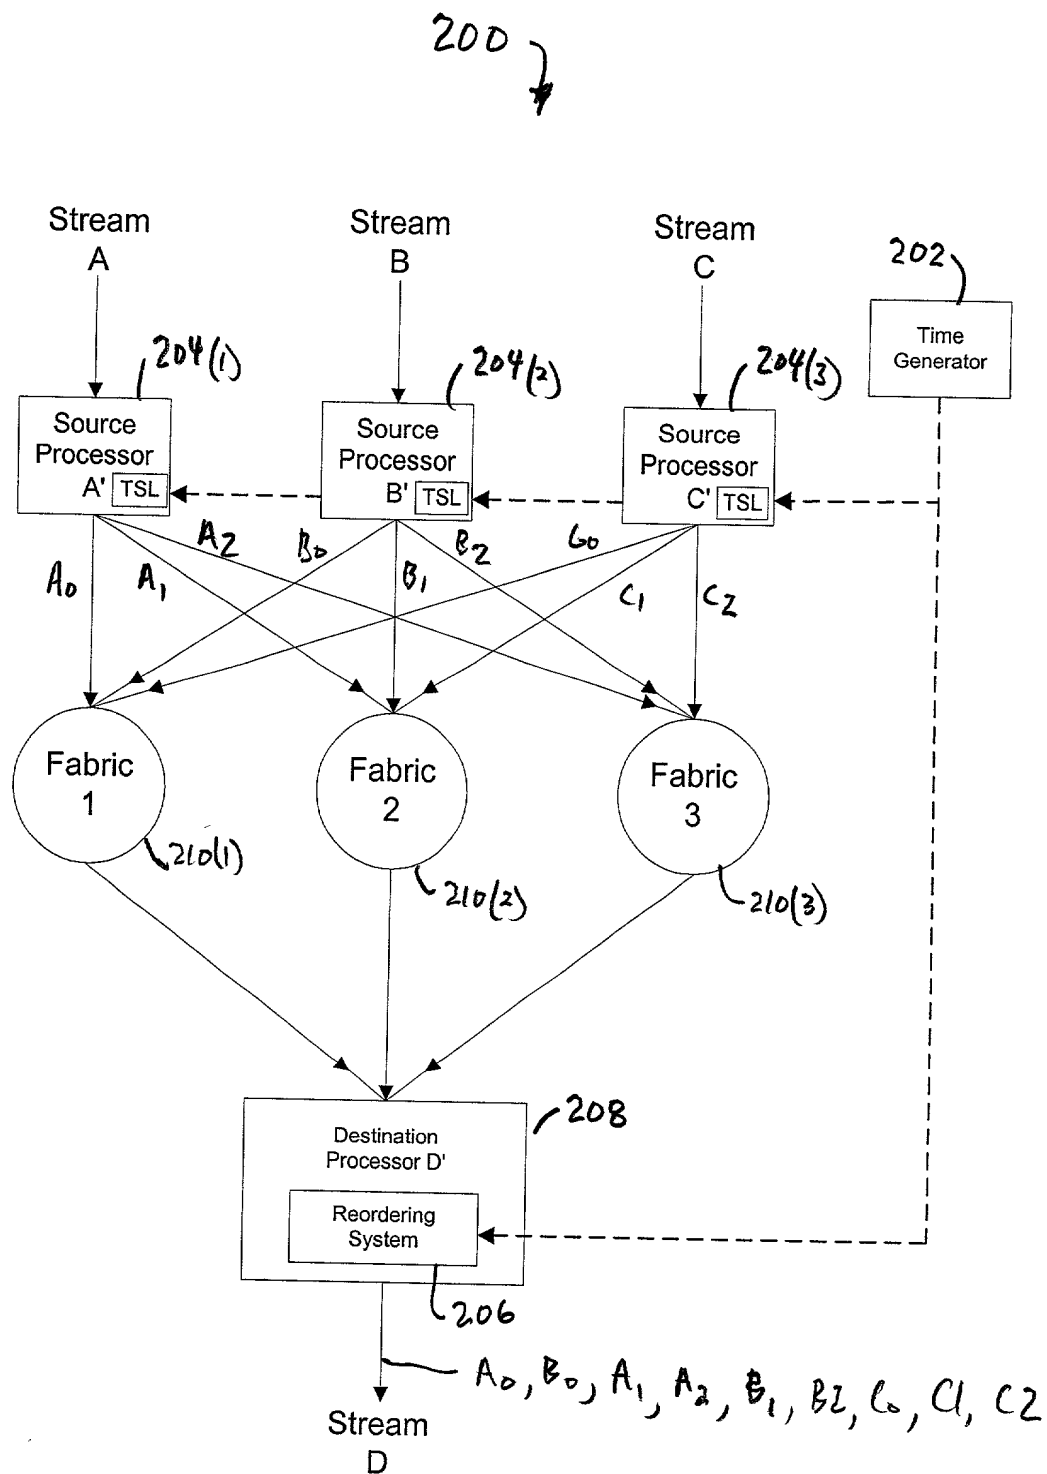 200
Stream
A
Stream
B
Stream
C
202
Time
Generator
204(1)
204(2)
204(3)
Source
Processor
A' TSL
Source
Processor
B' TSL
Source
Processor
C' TSL
A0
A1
A2
B0
B1
B2
C0
C1
C2
Fabric
1
Fabric
2
Fabric
3
210(1)
210(2)
210(3)
208
Destination
Processor D'
Reordering
System
206
A0, B0, A1, A2, B1, B2, C0, C1, C2
Stream
D